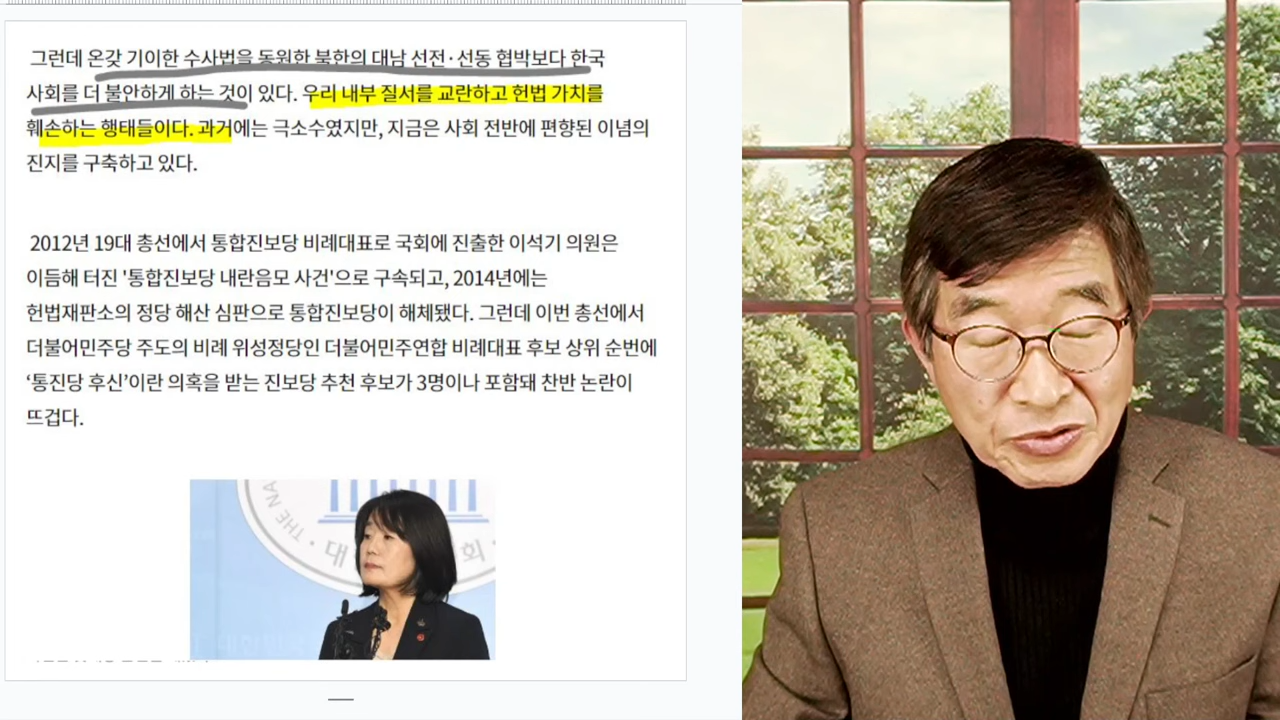 그런데 온갖 기이한 수사법을 동원한 북한의 대남 선전·선동 협박보다 한국
사회를 더 불안하게 하는 것이 있다. 우리 내부 질서를 교란하고 헌법 가치를
훼손하는 행태들이다. 과거에는 극소수였지만, 지금은 사회 전반에 편향된 이념의
진지를 구축하고 있다.
2012년 19대 총선에서 통합진보당 비례대표로 국회에 진출한 이석기 의원은
이듬해 터진 '통합진보당 내란음모 사건'으로 구속되고, 2014년에는
헌법재판소의 정당 해산 심판으로 통합진보당이 해체됐다. 그런데 이번 총선에서
더불어민주당 주도의 비례 위성정당인 더불어민주연합 비례대표 후보 상위 순번에
‘통진당 후신’이란 의혹을 받는 진보당 추천 후보가 3명이나 포함돼 찬반 논란이
뜨겁다.
THE NA
· 대
회 ·